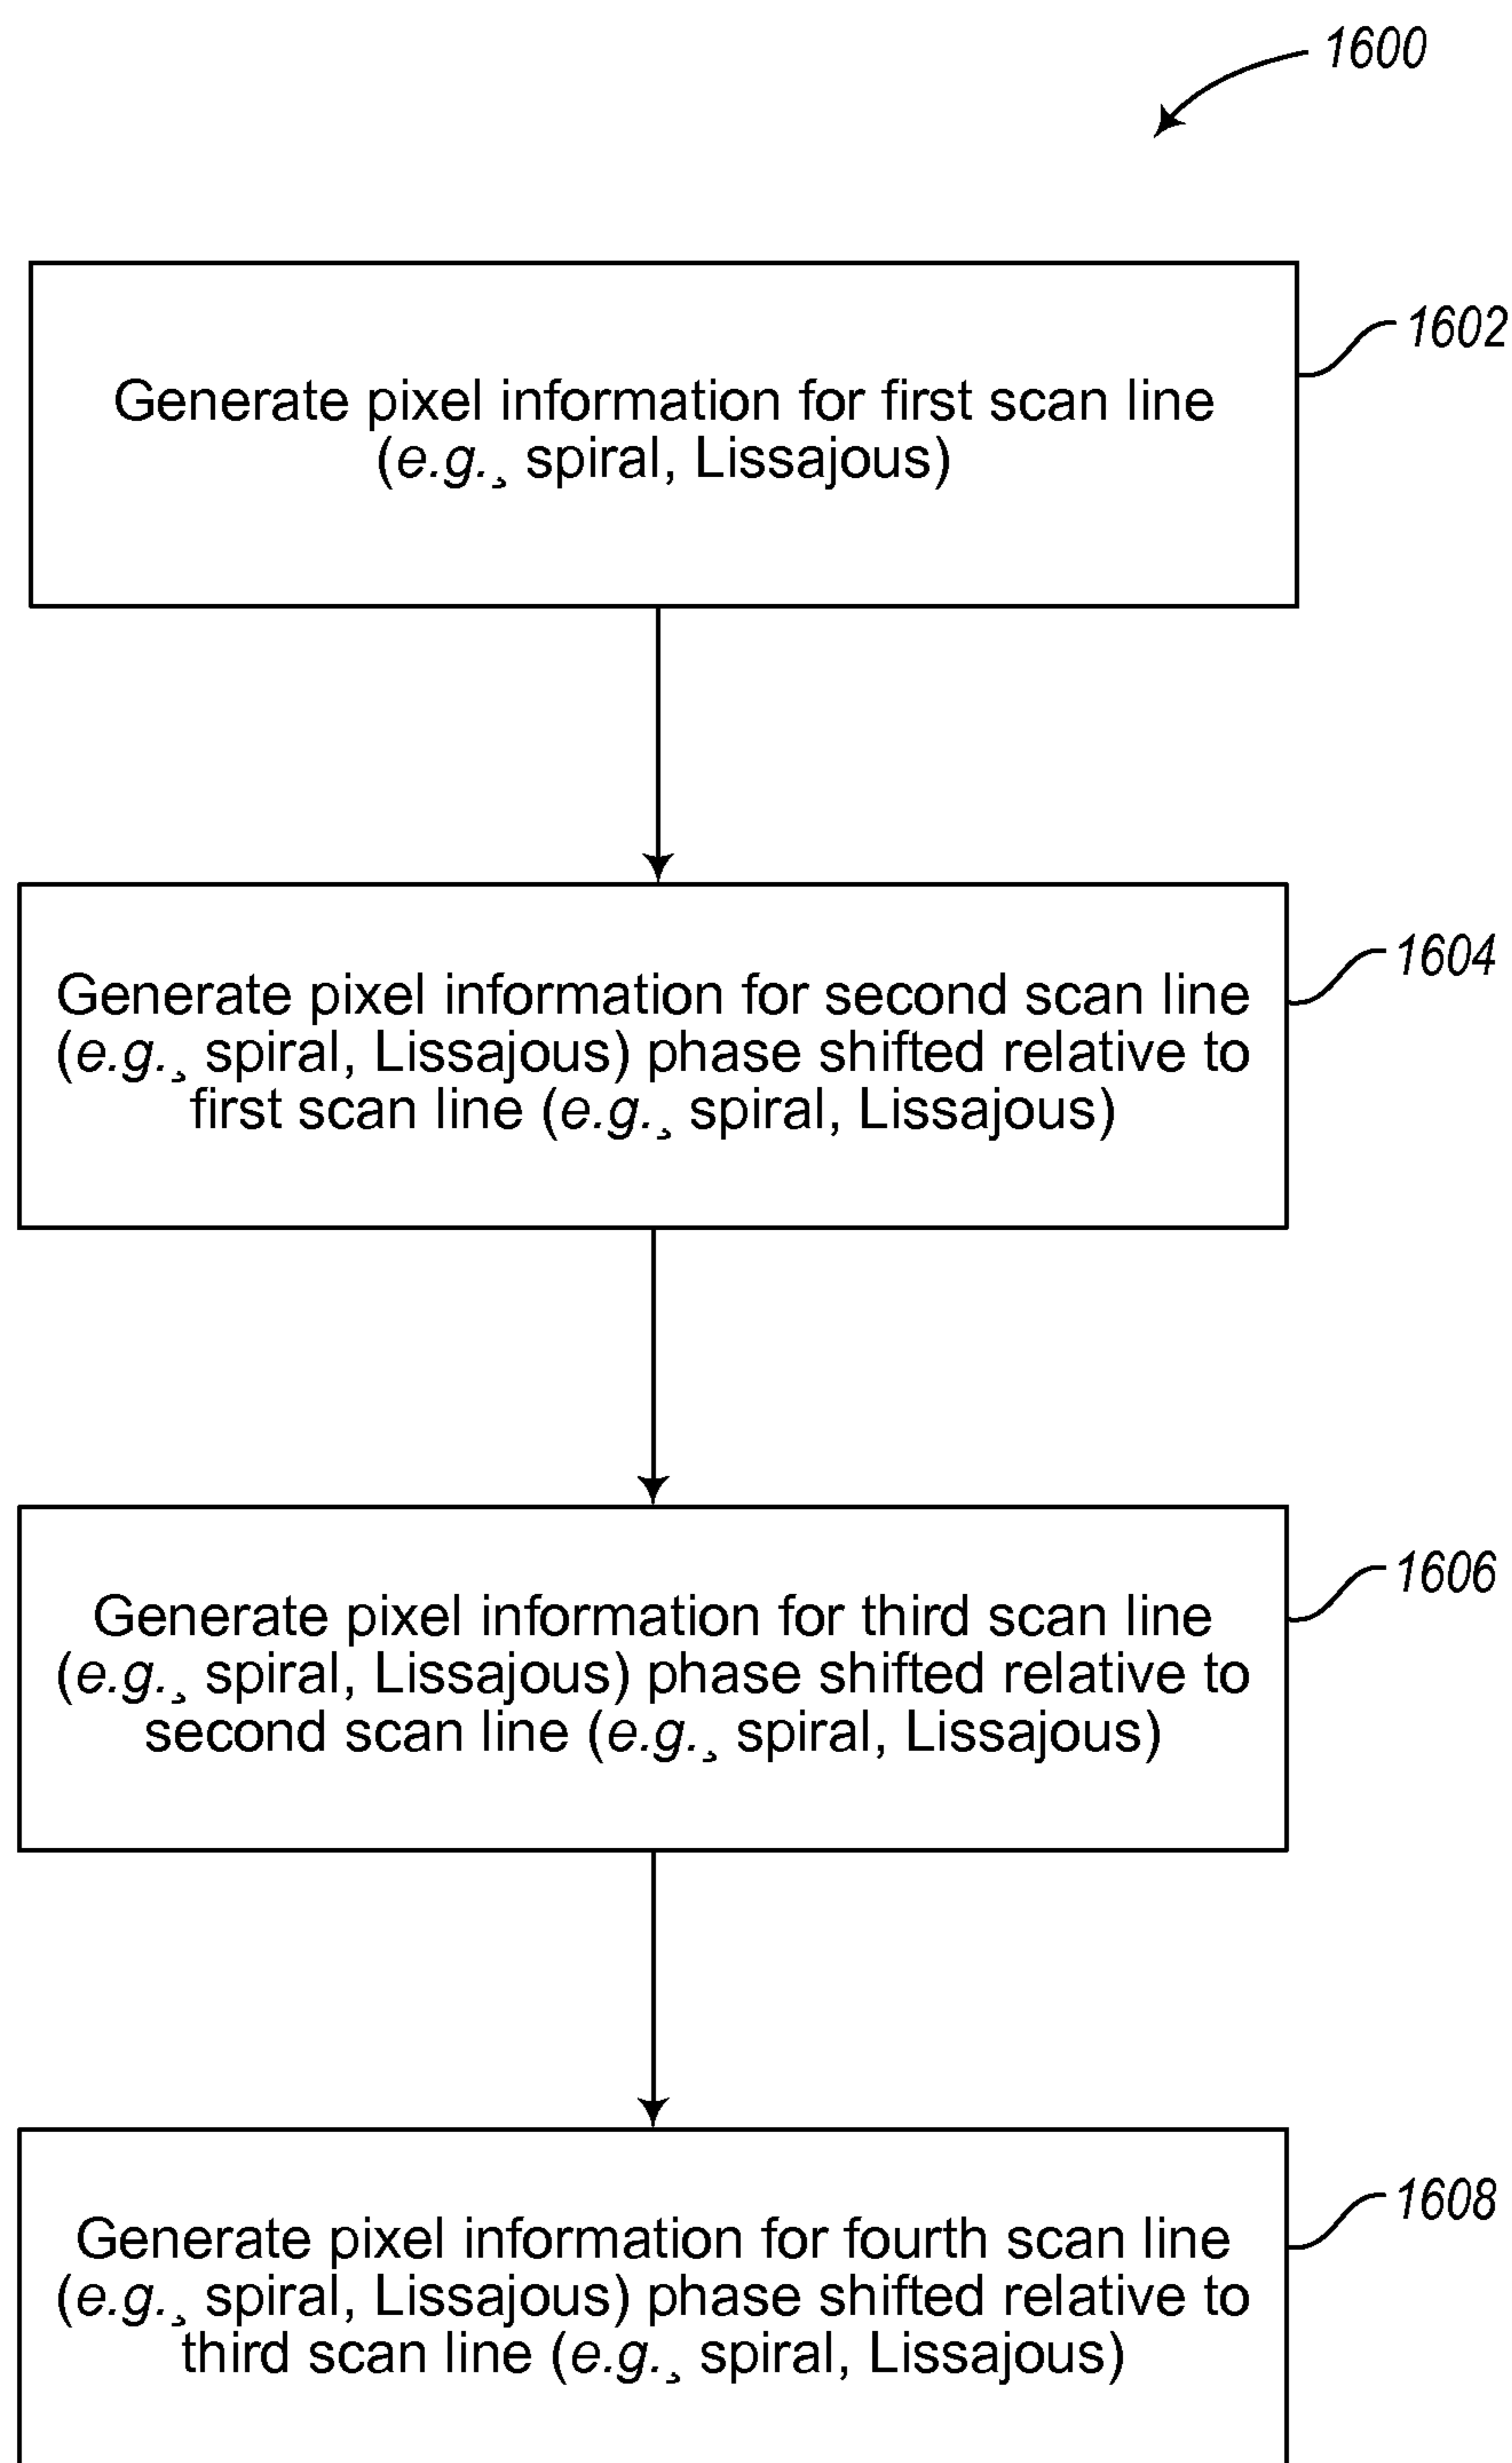 1600
1602
Generate pixel information for first scan line
(e.g.¸ spiral, Lissajous)
1604
Generate pixel information for second scan line
(e.g.¸ spiral, Lissajous) phase shifted relative to
first scan line (e.g.¸ spiral, Lissajous)
1606
Generate pixel information for third scan line
(e.g.¸ spiral, Lissajous) phase shifted relative to
second scan line (e.g.¸ spiral, Lissajous)
1608
Generate pixel information for fourth scan line
(e.g.¸ spiral, Lissajous) phase shifted relative to
third scan line (e.g.¸ spiral, Lissajous)